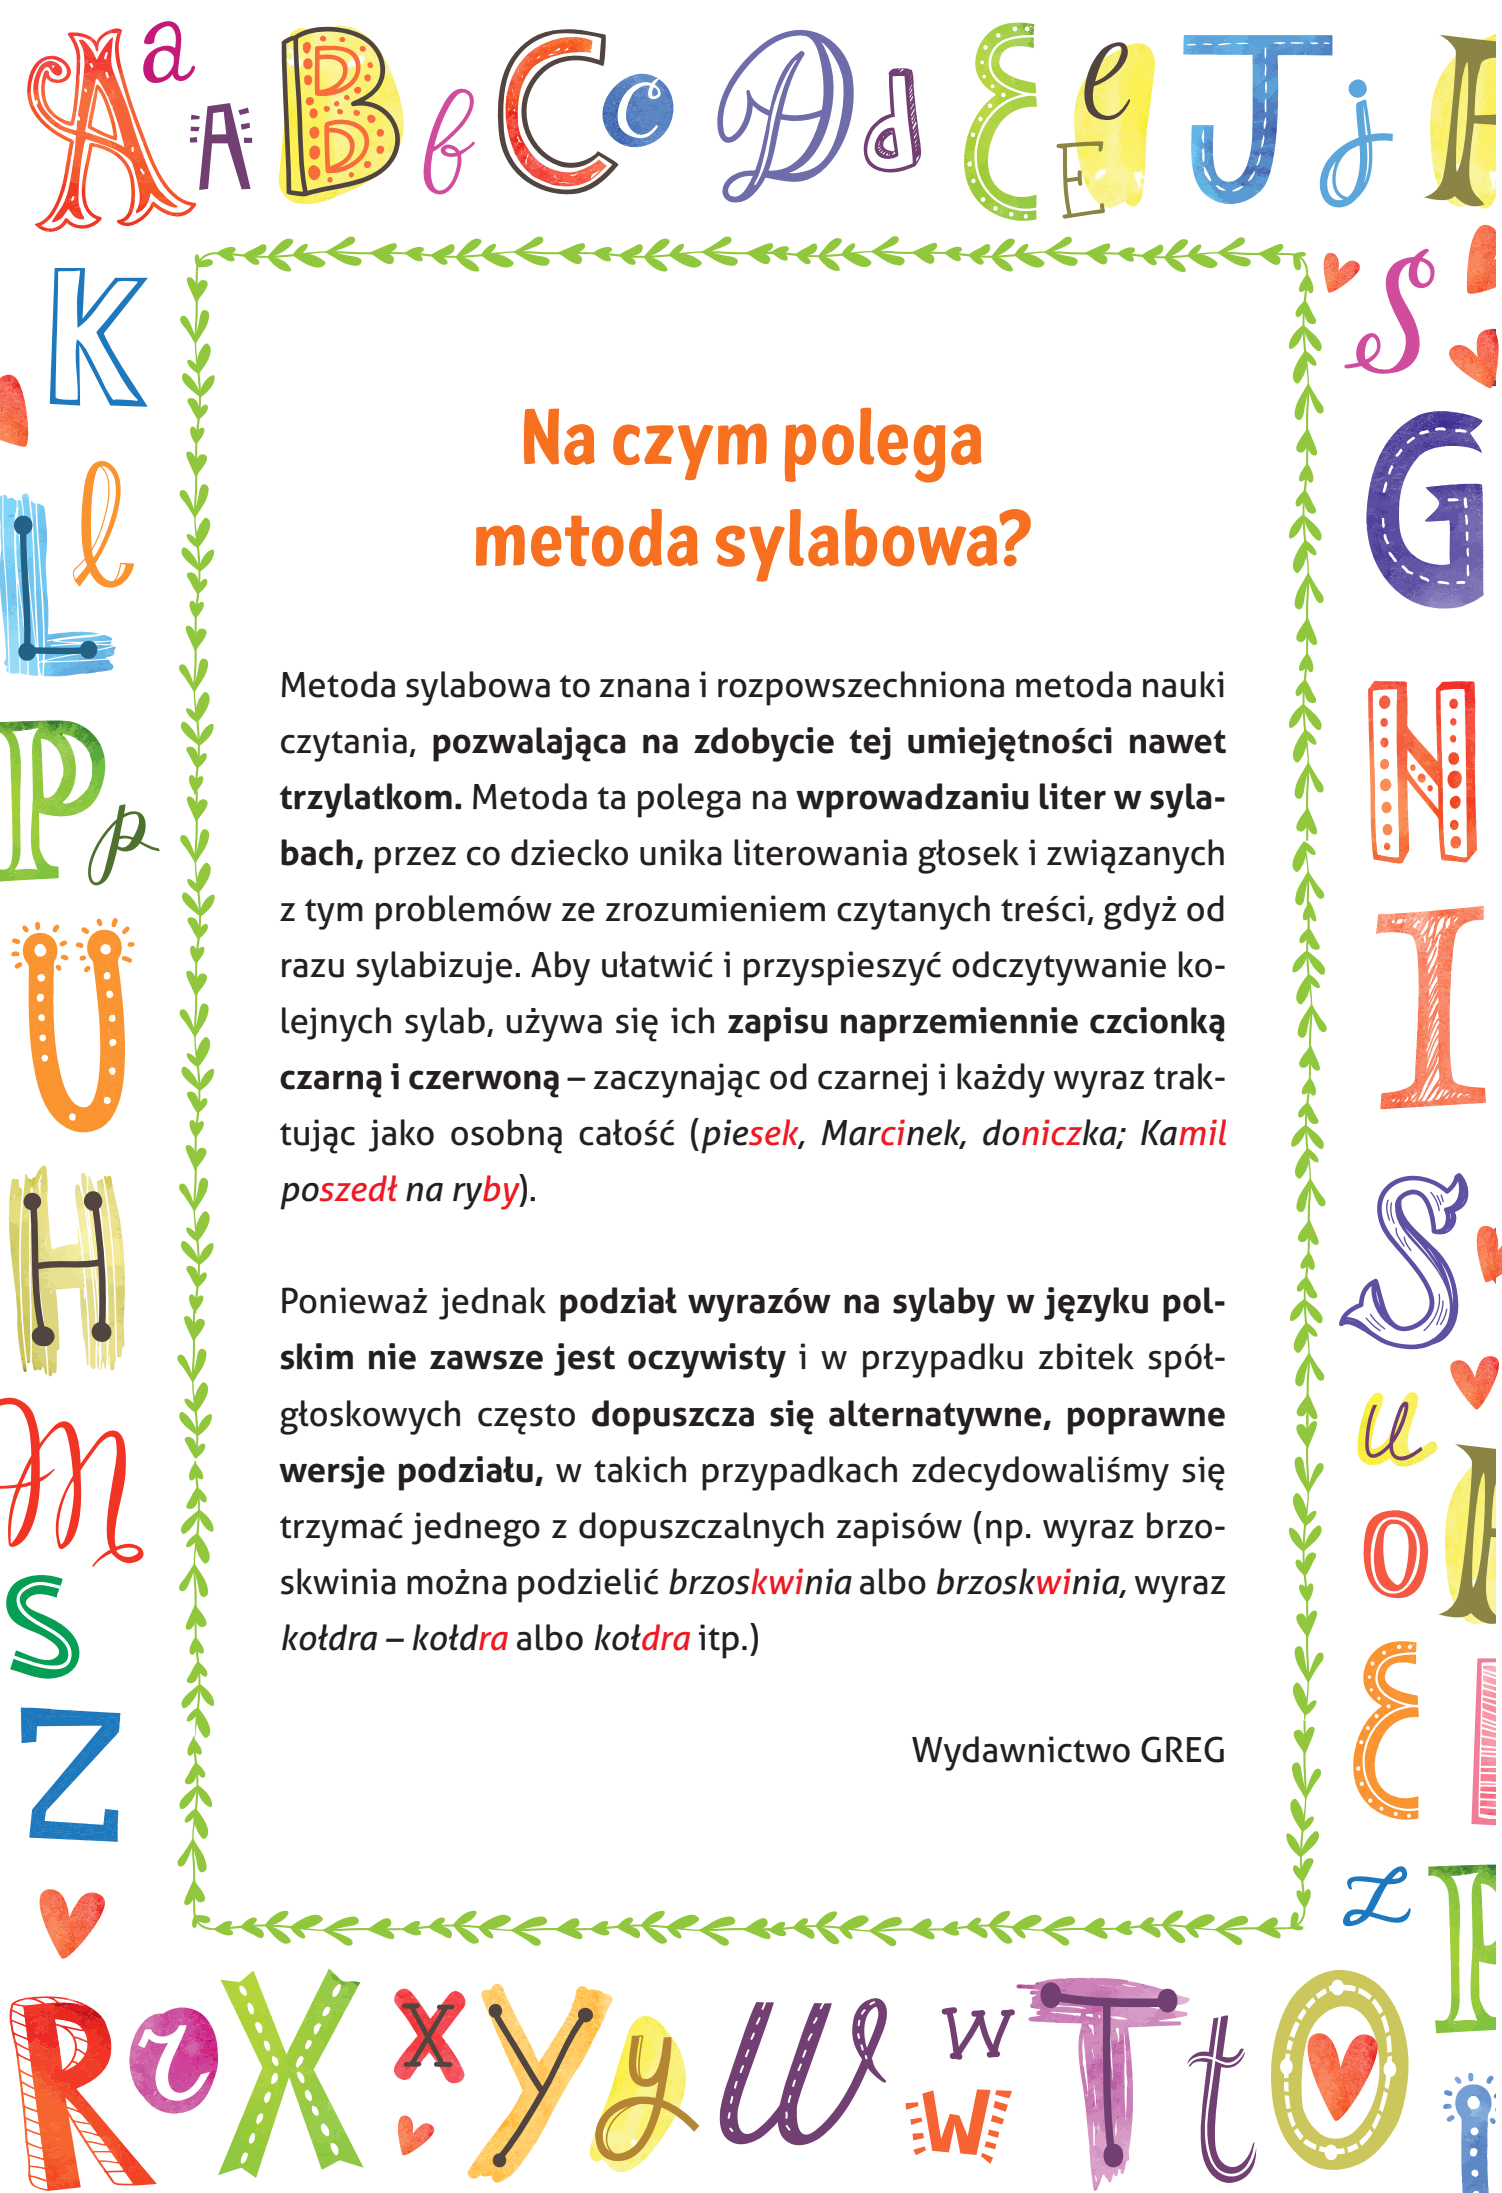 A a A B b C c D d E e E J j
K
L l
P p
U
H
M
S
Z
Na czym polega
metoda sylabowa?
Metoda sylabowa to znana i rozpowszechniona metoda nauki
czytania, pozwalająca na zdobycie tej umiejętności nawet
trzylatkom. Metoda ta polega na wprowadzaniu liter w syla-
bach, przez co dziecko unika literowania głosek i związanych
z tym problemów ze zrozumieniem czytanych treści, gdyż od
razu sylabizuje. Aby ułatwić i przyspieszyć odczytywanie ko-
lejnych sylab, używa się ich zapisu naprzemiennie czcionką
czarną i czerwoną – zaczynając od czarnej i każdy wyraz trak-
tując jako osobną całość (piesek, Marcinek, doniczka; Kamil
poszedł na ryby).
Ponieważ jednak podział wyrazów na sylaby w języku pol-
skim nie zawsze jest oczywisty i w przypadku zbitek spół-
głoskowych często dopuszcza się alternatywne, poprawne
wersje podziału, w takich przypadkach zdecydowaliśmy się
trzymać jednego z dopuszczalnych zapisów (np. wyraz brzo-
skwinia można podzielić brzoskwinia albo brzoskwinia, wyraz
kołdra – kołdra albo kołdra itp.)
Wydawnictwo GREG
S
G
N
I
S
u
O
E
z P
R r X x Y y W w W T t O